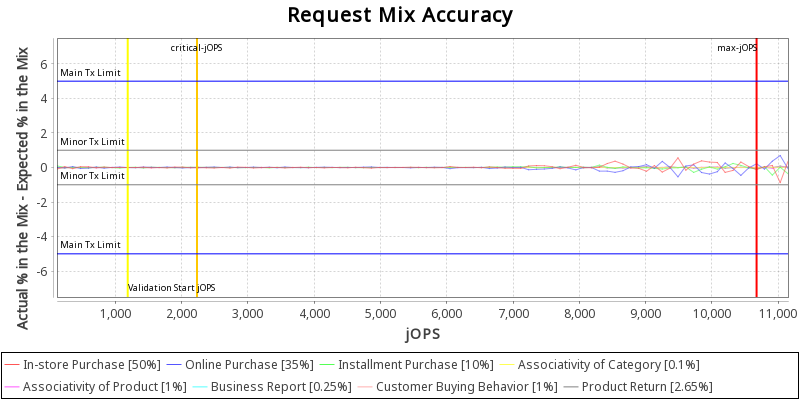 Request Mix Accuracy
critical-jOPS
max-jOPS
Actual % in the Mix - Expected % in the Mix
6
Main Tx Limit
4
2
Minor Tx Limit
0
Minor Tx Limit
-2
-4
Main Tx Limit
-6
Validation Start jOPS
1,000 2,000 3,000 4,000 5,000 6,000 7,000 8,000 9,000 10,000 11,000
jOPS
In-store Purchase [50%] Online Purchase [35%] Installment Purchase [10%] Associativity of Category [0.1%]
Associativity of Product [1%] Business Report [0.25%] Customer Buying Behavior [1%] Product Return [2.65%]